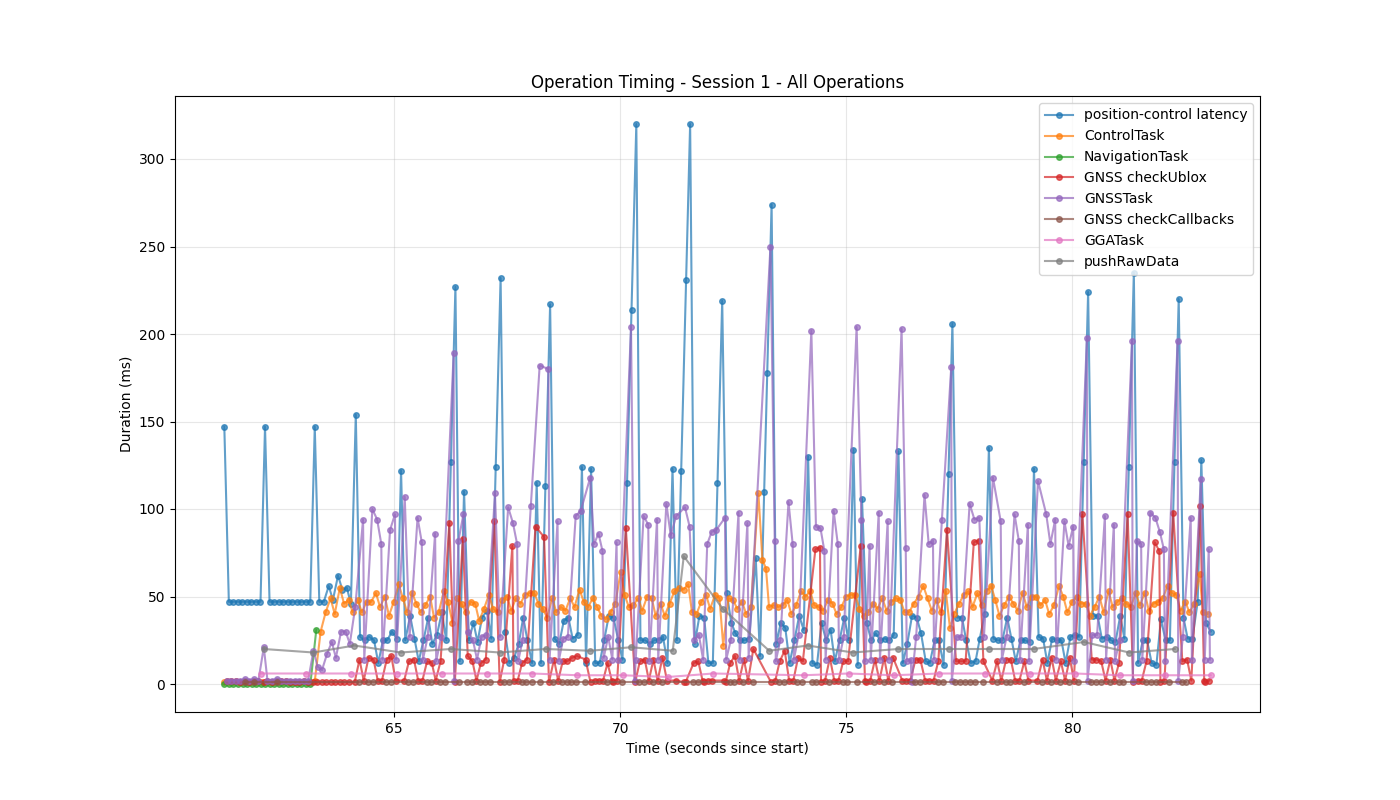 Operation Timing - Session 1 - All Operations
position-control latency
ControlTask
NavigationTask
GNSS checkUblox
GNSSTask
GNSS checkCallbacks
GGATask
pushRawData
Duration (ms)
300
250
200
150
100
50
0
65 70 75 80
Time (seconds since start)